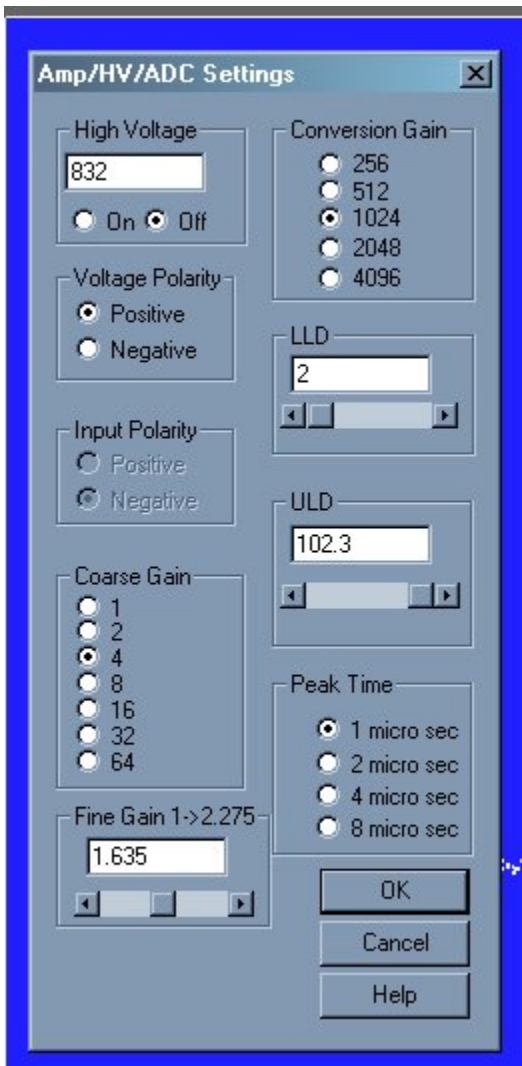 Amp/HV/ADC Settings
High Voltage
832
On Off
Voltage Polarity
Positive
Negative
Input Polarity
Positive
Negative
Coarse Gain
1
2
4
8
16
32
64
Fine Gain 1->2.275
1.635
Conversion Gain
256
512
1024
2048
4096
LLD
2
ULD
102.3
Peak Time
1 micro sec
2 micro sec
4 micro sec
8 micro sec
OK
Cancel
Help